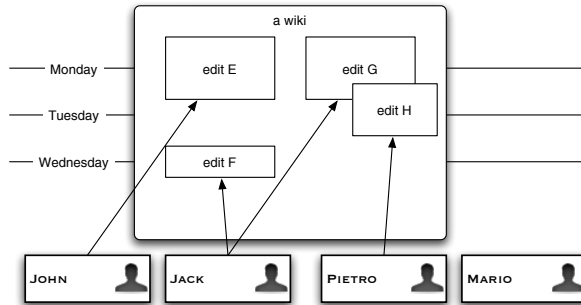 a wiki
Monday
edit E
edit G
Tuesday
edit H
Wednesday
edit F
JOHN
JACK
PIETRO
MARIO